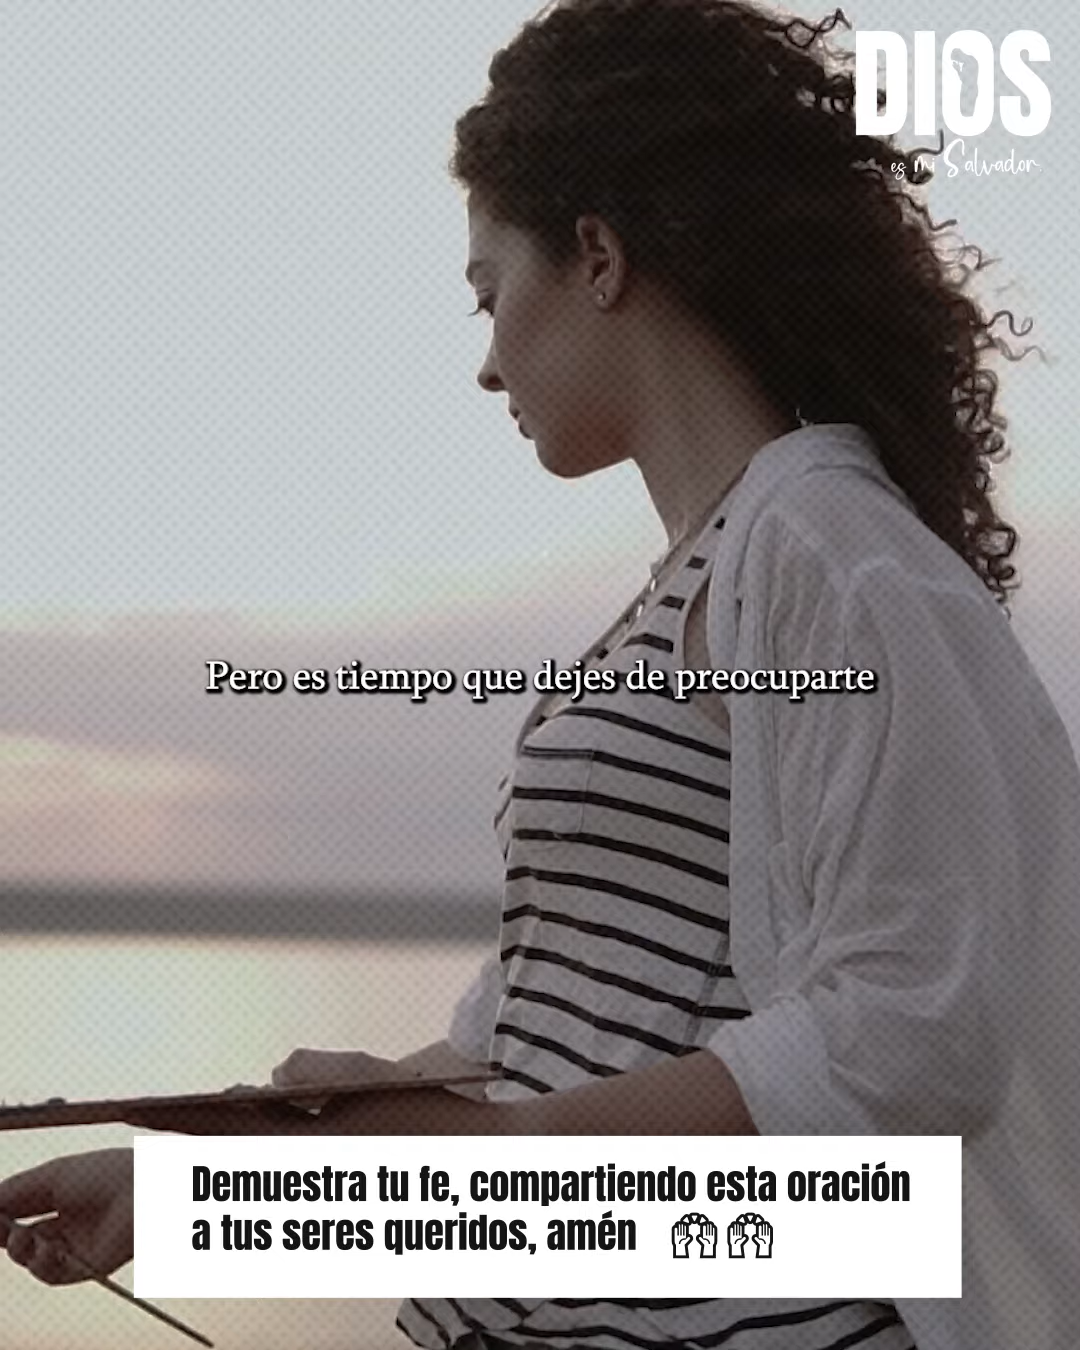 DIOS
es mi Salvador.
Pero es tiempo que dejes de preocuparte
Demuestra tu fe, compartiendo esta oración
a tus seres queridos, amén